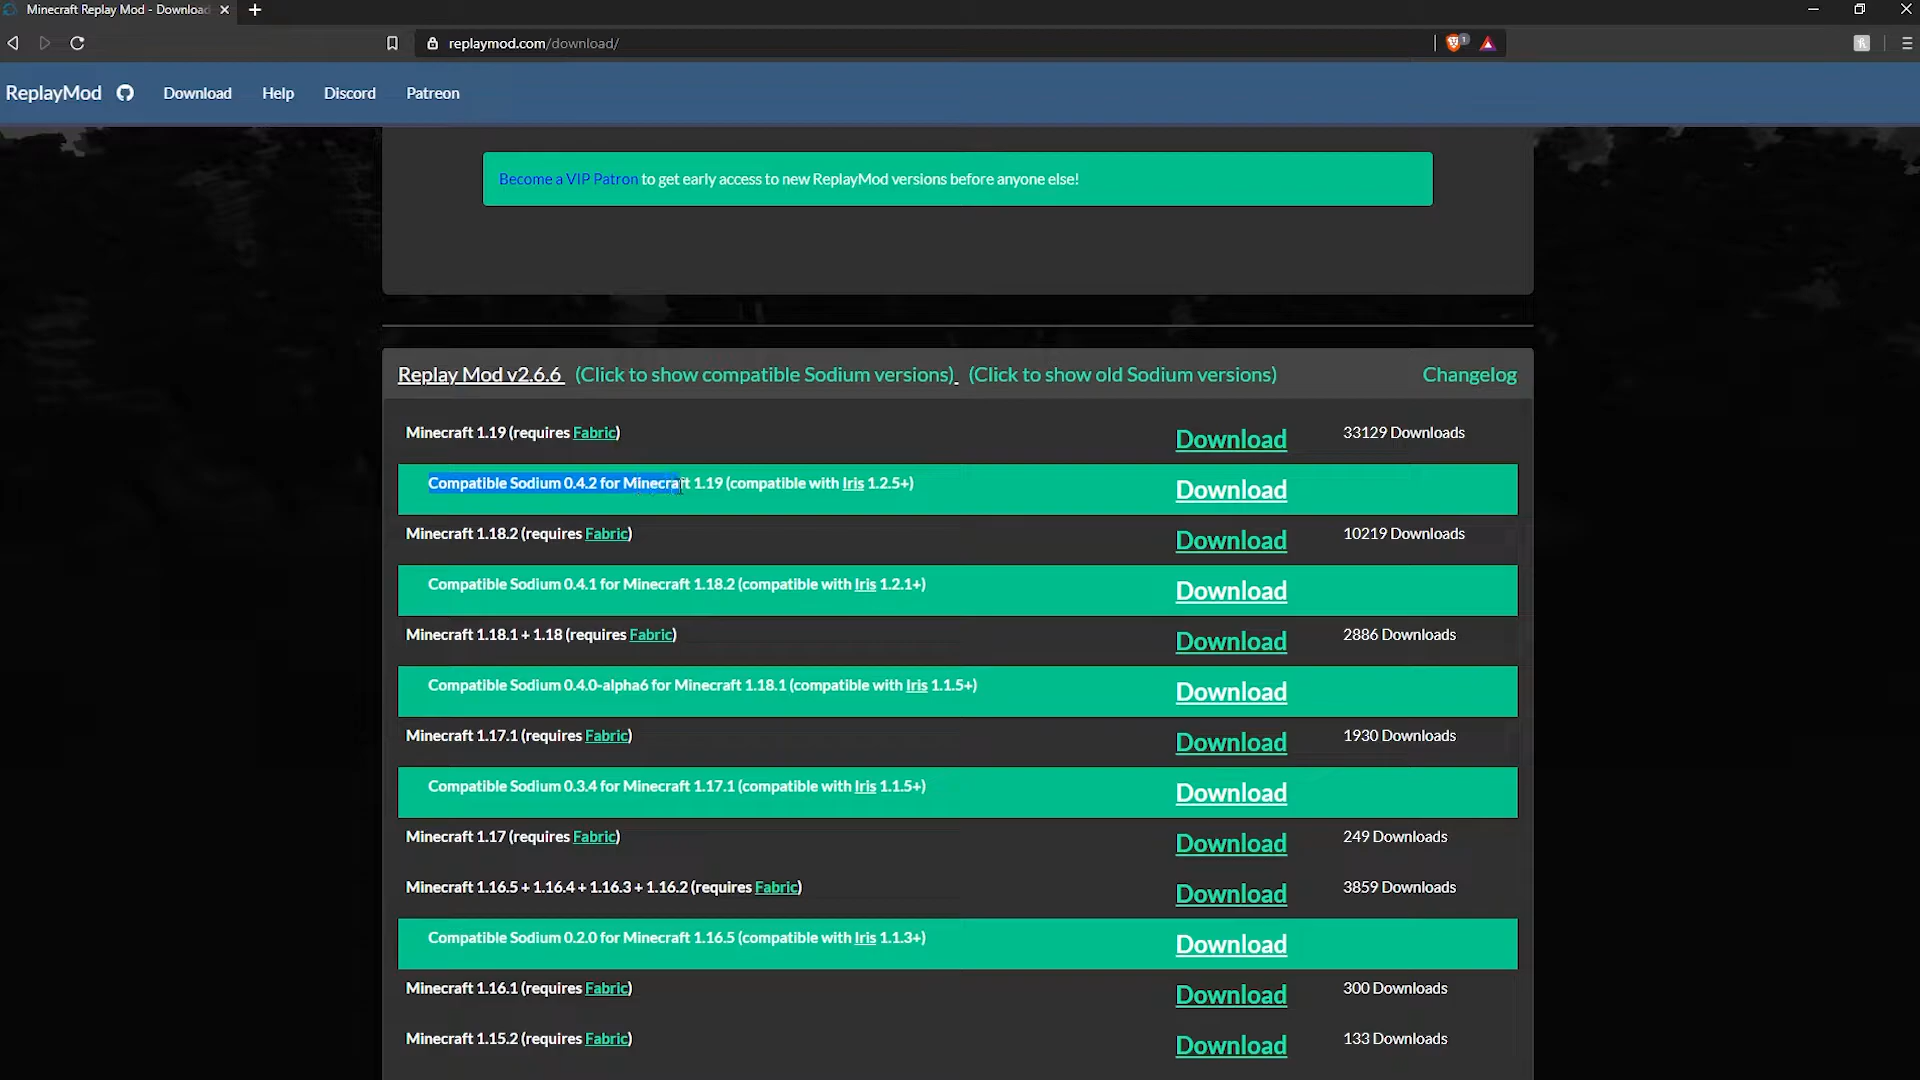 Minecraft Replay Mod - Download
replaymod.com/download/
1
ReplayMod Download Help Discord Patreon
Become a VIP Patron to get early access to new ReplayMod versions before anyone else!
Replay Mod v2.6.6 (Click to show compatible Sodium versions) (Click to show old Sodium versions) Changelog
Minecraft 1.19 (requires Fabric) Download 33129 Downloads
Compatible Sodium 0.4.2 for Minecraft 1.19 (compatible with Iris 1.2.5+) Download
Minecraft 1.18.2 (requires Fabric) Download 10219 Downloads
Compatible Sodium 0.4.1 for Minecraft 1.18.2 (compatible with Iris 1.2.1+) Download
Minecraft 1.18.1 + 1.18 (requires Fabric) Download 2886 Downloads
Compatible Sodium 0.4.0-alpha6 for Minecraft 1.18.1 (compatible with Iris 1.1.5+) Download
Minecraft 1.17.1 (requires Fabric) Download 1930 Downloads
Compatible Sodium 0.3.4 for Minecraft 1.17.1 (compatible with Iris 1.1.5+) Download
Minecraft 1.17 (requires Fabric) Download 249 Downloads
Minecraft 1.16.5 + 1.16.4 + 1.16.3 + 1.16.2 (requires Fabric) Download 3859 Downloads
Compatible Sodium 0.2.0 for Minecraft 1.16.5 (compatible with Iris 1.1.3+) Download
Minecraft 1.16.1 (requires Fabric) Download 300 Downloads
Minecraft 1.15.2 (requires Fabric) Download 133 Downloads